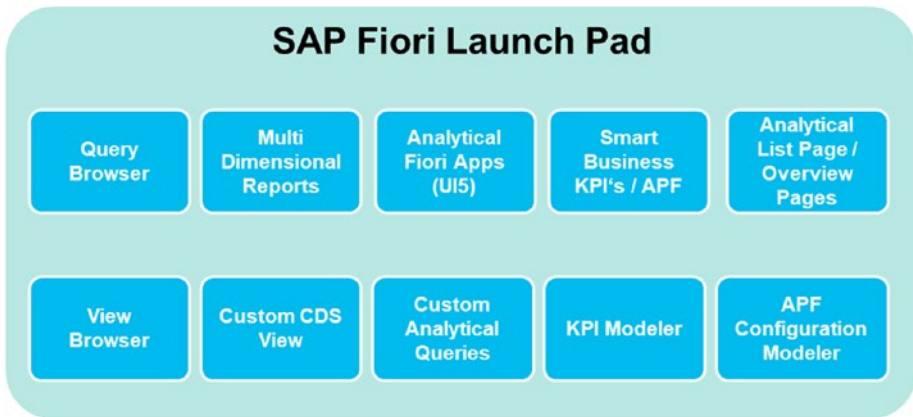 SAP Fiori Launch Pad
Query
Browser
Multi
Dimensional
Reports
Analytical
Fiori Apps
(UI5)
Smart
Business
KPI‘s / APF
Analytical
List Page /
Overview
Pages
View
Browser
Custom CDS
View
Custom
Analytical
Queries
KPI Modeler
APF
Configuration
Modeler